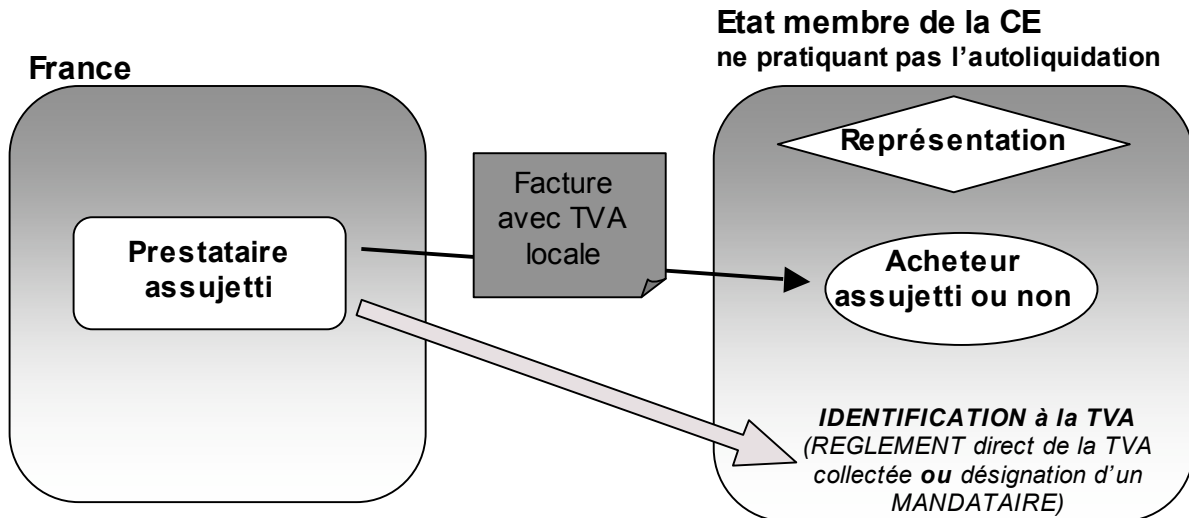 Etat membre de la CE
ne pratiquant pas l’autoliquidation
France
Représentation
Facture
avec TVA
locale
Prestataire
assujetti
Acheteur
assujetti ou non
IDENTIFICATION à la TVA
(REGLEMENT direct de la TVA
collectée ou désignation d’un
MANDATAIRE)